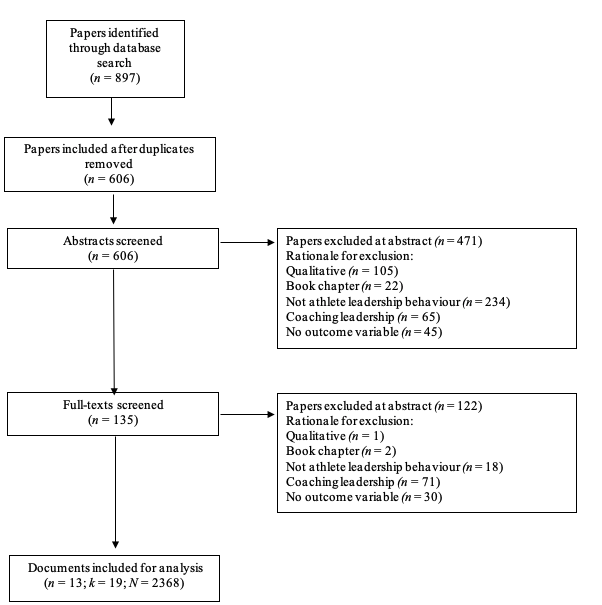 Papers identified
through database
search
(n = 897)
Papers included after duplicates
removed
(n = 606)
Abstracts screened
(n = 606)
Papers excluded at abstract (n = 471)
Rationale for exclusion:
Qualitative (n = 105)
Book chapter (n = 22)
Not athlete leadership behaviour (n = 234)
Coaching leadership (n = 65)
No outcome variable (n = 45)
Full-texts screened
(n = 135)
Papers excluded at abstract (n = 122)
Rationale for exclusion:
Qualitative (n = 1)
Book chapter (n = 2)
Not athlete leadership behaviour (n = 18)
Coaching leadership (n = 71)
No outcome variable (n = 30)
Documents included for analysis
(n = 13; k = 19; N = 2368)